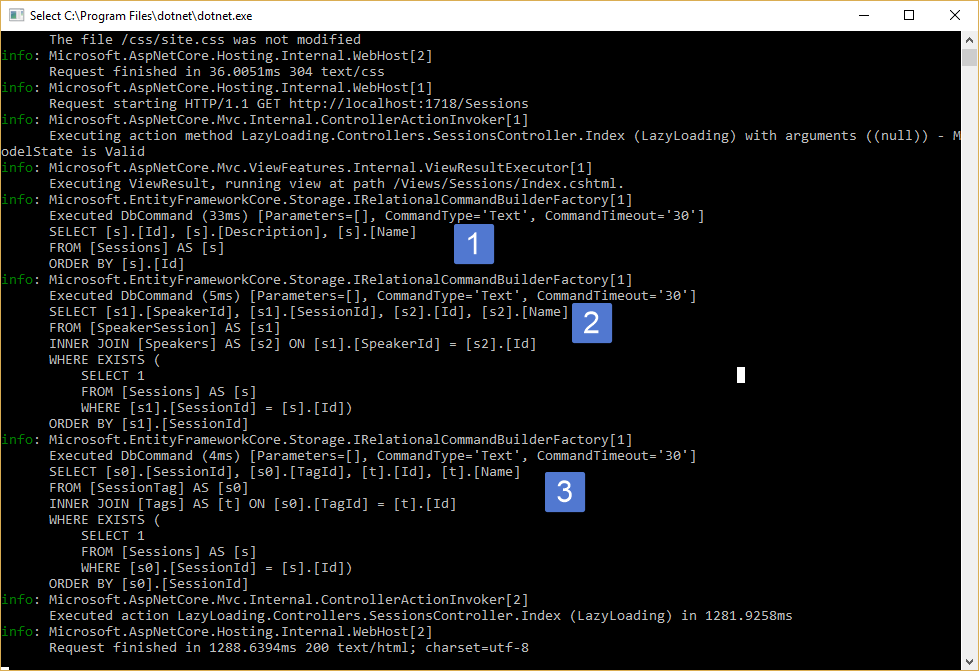 Select C:\Program Files\dotnet\dotnet.exe
The file /css/site.css was not modified
info: Microsoft.AspNetCore.Hosting.Internal.WebHost[2]
Request finished in 36.0051ms 304 text/css
info: Microsoft.AspNetCore.Hosting.Internal.WebHost[1]
Request starting HTTP/1.1 GET http://localhost:1718/Sessions
info: Microsoft.AspNetCore.Mvc.Internal.ControllerActionInvoker[1]
Executing action method LazyLoading.Controllers.SessionsController.Index (LazyLoading) with arguments ((null)) - M
odelState is Valid
info: Microsoft.AspNetCore.Mvc.ViewFeatures.Internal.ViewResultExecutor[1]
Executing ViewResult, running view at path /Views/Sessions/Index.cshtml.
info: Microsoft.EntityFrameworkCore.Storage.IRelationalCommandBuilderFactory[1]
Executed DbCommand (33ms) [Parameters=[], CommandType='Text', CommandTimeout='30']
SELECT [s].[Id], [s].[Description], [s].[Name]
1
FROM [Sessions] AS [s]
ORDER BY [s].[Id]
info: Microsoft.EntityFrameworkCore.Storage.IRelationalCommandBuilderFactory[1]
Executed DbCommand (5ms) [Parameters=[], CommandType='Text', CommandTimeout='30']
SELECT [s1].[SpeakerId], [s1].[SessionId], [s2].[Id], [s2].[Name]
2
FROM [SpeakerSession] AS [s1]
INNER JOIN [Speakers] AS [s2] ON [s1].[SpeakerId] = [s2].[Id]
WHERE EXISTS (
SELECT 1
FROM [Sessions] AS [s]
WHERE [s1].[SessionId] = [s].[Id])
ORDER BY [s1].[SessionId]
info: Microsoft.EntityFrameworkCore.Storage.IRelationalCommandBuilderFactory[1]
Executed DbCommand (4ms) [Parameters=[], CommandType='Text', CommandTimeout='30']
SELECT [s0].[SessionId], [s0].[TagId], [t].[Id], [t].[Name]
FROM [SessionTag] AS [s0]
3
INNER JOIN [Tags] AS [t] ON [s0].[TagId] = [t].[Id]
WHERE EXISTS (
SELECT 1
FROM [Sessions] AS [s]
WHERE [s0].[SessionId] = [s].[Id])
ORDER BY [s0].[SessionId]
info: Microsoft.AspNetCore.Mvc.Internal.ControllerActionInvoker[2]
Executed action LazyLoading.Controllers.SessionsController.Index (LazyLoading) in 1281.9258ms
info: Microsoft.AspNetCore.Hosting.Internal.WebHost[2]
Request finished in 1288.6394ms 200 text/html; charset=utf-8